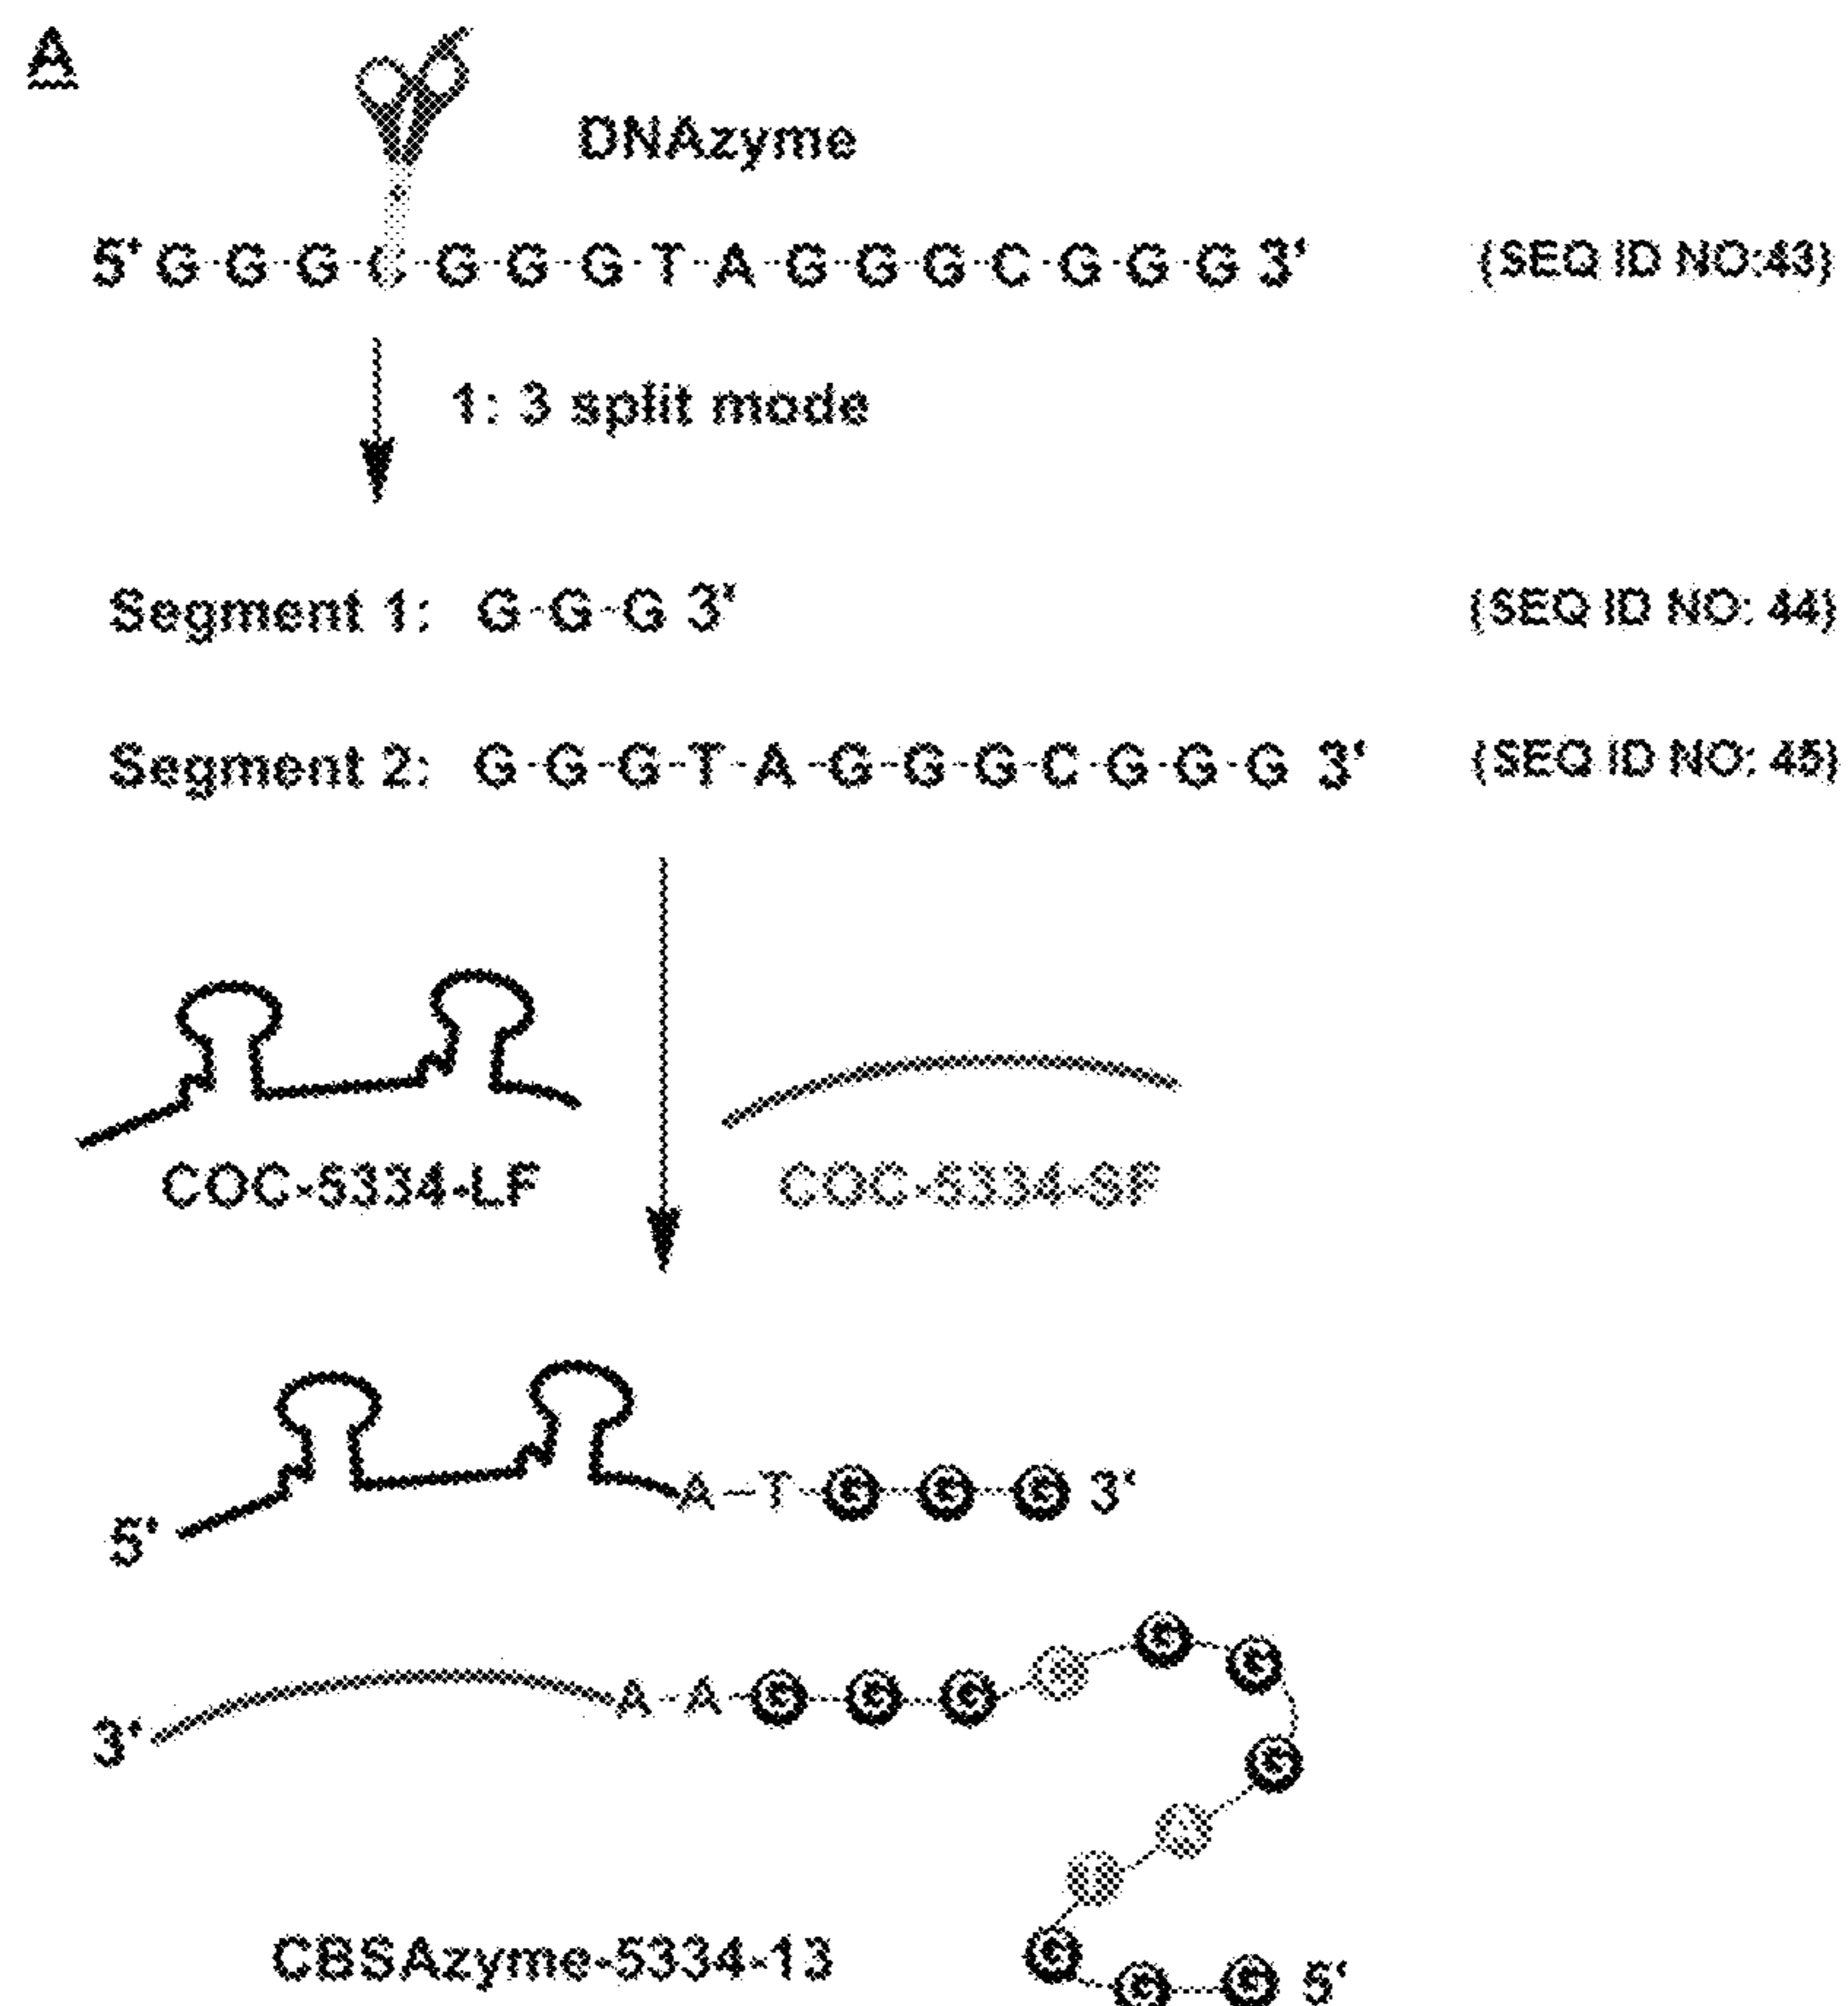 A
DNAzyme
5' G-G-G-C-G-G-G-T-A-G-G-G-C-G-G-G 3' (SEQ ID NO:43)
1: 3 split mode
Segment 1: G-G-G 3' (SEQ ID NO: 44)
Segment 2: G-G-G-T-A-G-G-G-C-G-G-G 3' (SEQ ID NO: 45)
COC-5334-LF COC-5334-SF
5' A-T-G-G-G 3'
3' A-A-G-G-G
G G
G
G
CBSAzyme-5334-13
G G G 5'